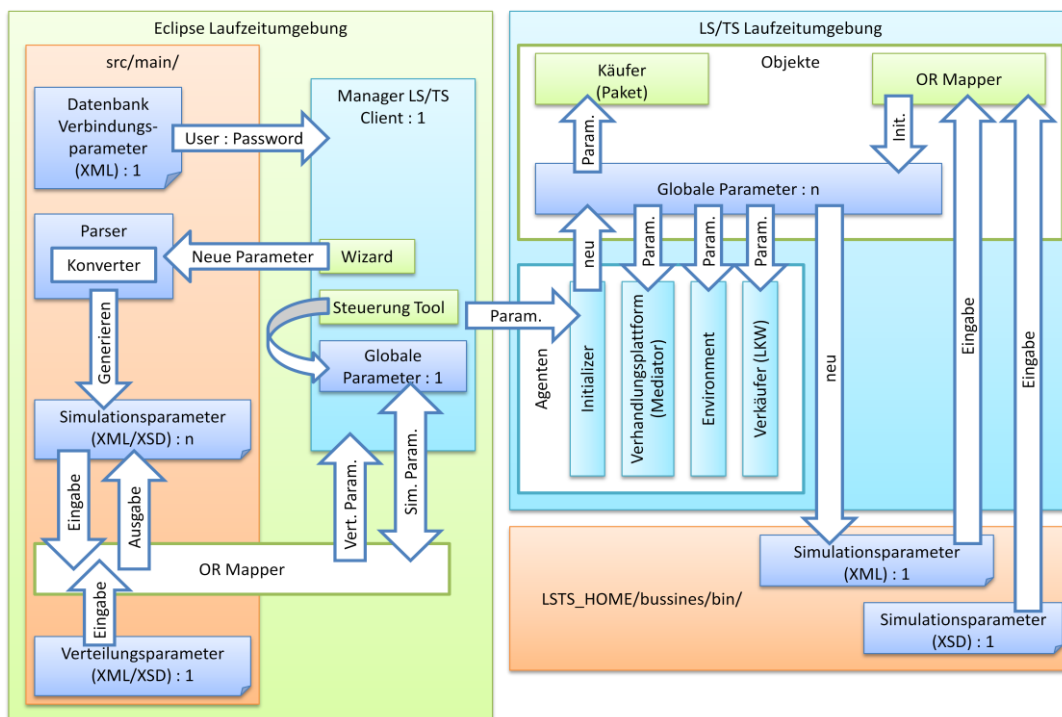 Eclipse Laufzeitumgebung
src/main/
Datenbank
Verbindungs-
parameter
(XML) : 1
User : Password
Manager LS/TS
Client : 1
Parser
Konverter
Neue Parameter
Wizard
Steuerung Tool
Globale
Parameter : 1
Generieren
Simulationsparameter
(XML/XSD) : n
Eingabe
Ausgabe
Vert. Param.
Sim. Param.
OR Mapper
Eingabe
Verteilungsparameter
(XML/XSD) : 1
LS/TS Laufzeitumgebung
Objekte
Käufer
(Paket)
OR Mapper
Param.
Init.
Globale Parameter : n
neu
Param.
Param.
Param.
Param.
Agenten
Initializer
Verhandlungsplattform
(Mediator)
Environment
Verkäufer (LKW)
neu
Eingabe
Eingabe
LSTS_HOME/bussines/bin/
Simulationsparameter
(XML) : 1
Simulationsparameter
(XSD) : 1